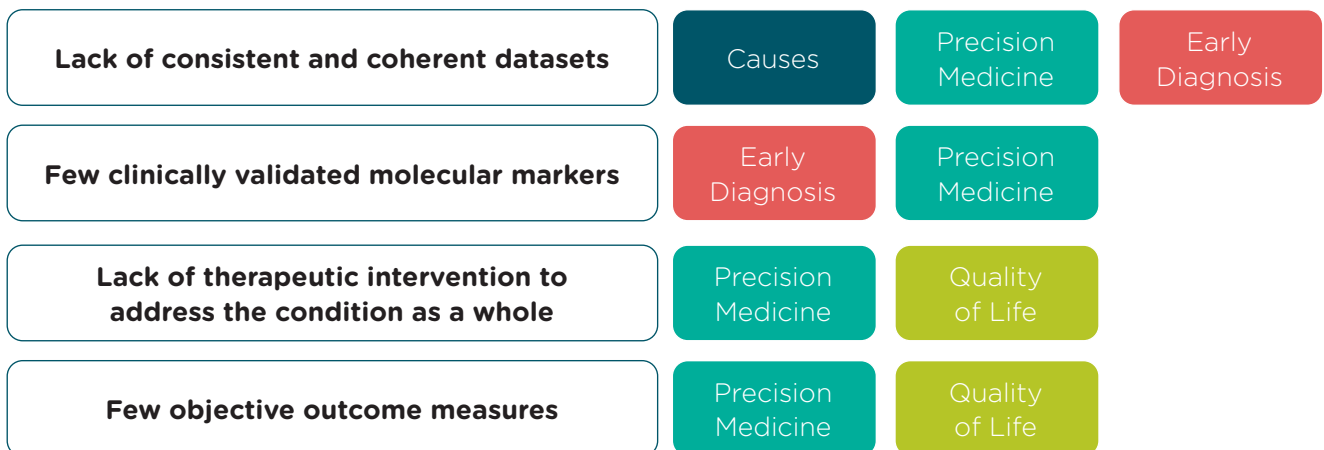 Lack of consistent and coherent datasets
Causes
Precision
Medicine
Early
Diagnosis
Few clinically validated molecular markers
Early
Diagnosis
Precision
Medicine
Lack of therapeutic intervention to
address the condition as a whole
Precision
Medicine
Quality
of Life
Few objective outcome measures
Precision
Medicine
Quality
of Life